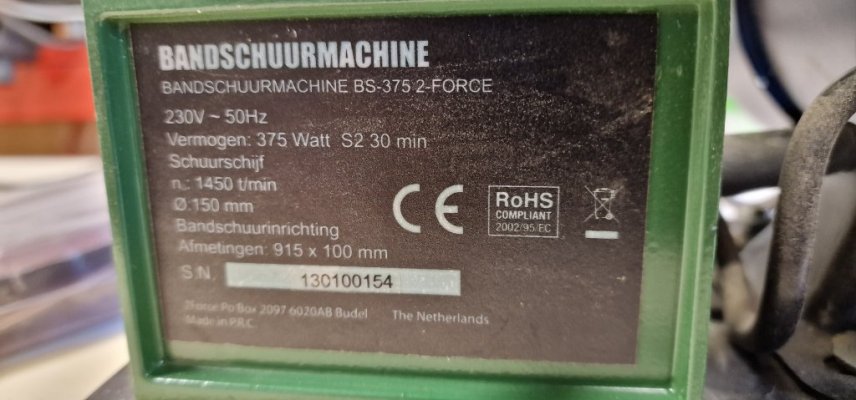 BANDSCHUURMACHINE
BANDSCHUURMACHINE BS-375 2-FORCE
230V ~ 50Hz
Vermogen: 375 Watt S2 30 min
Schuurschijf
n.: 1450 t/min
Ø 150 mm
Bandschuurinrichting
Afmetingen: 915 x 100 mm
CE
RoHS
COMPLIANT
2002/95/EC
S.N. 130100154
2Force Po Box 2097 6020AB Budel The Netherlands
Made in P.R.C